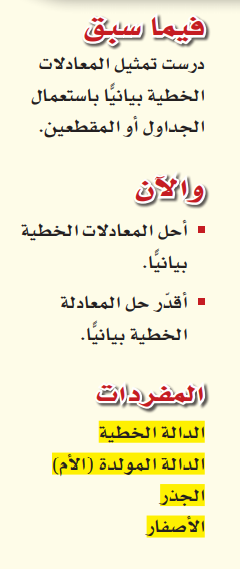 فيما سبق
درست تمثيل المعادلات
الخطية بيانيًّا باستعمال
الجداول أو المقطعين.
والآن
▪ أحل المعادلات الخطية
بيانيًّا.
▪ أقدّر حل المعادلة
الخطية بيانيًّا.
المفردات
الدالة الخطية
الدالة المولدة (الأم)
الجذر
الأصفار